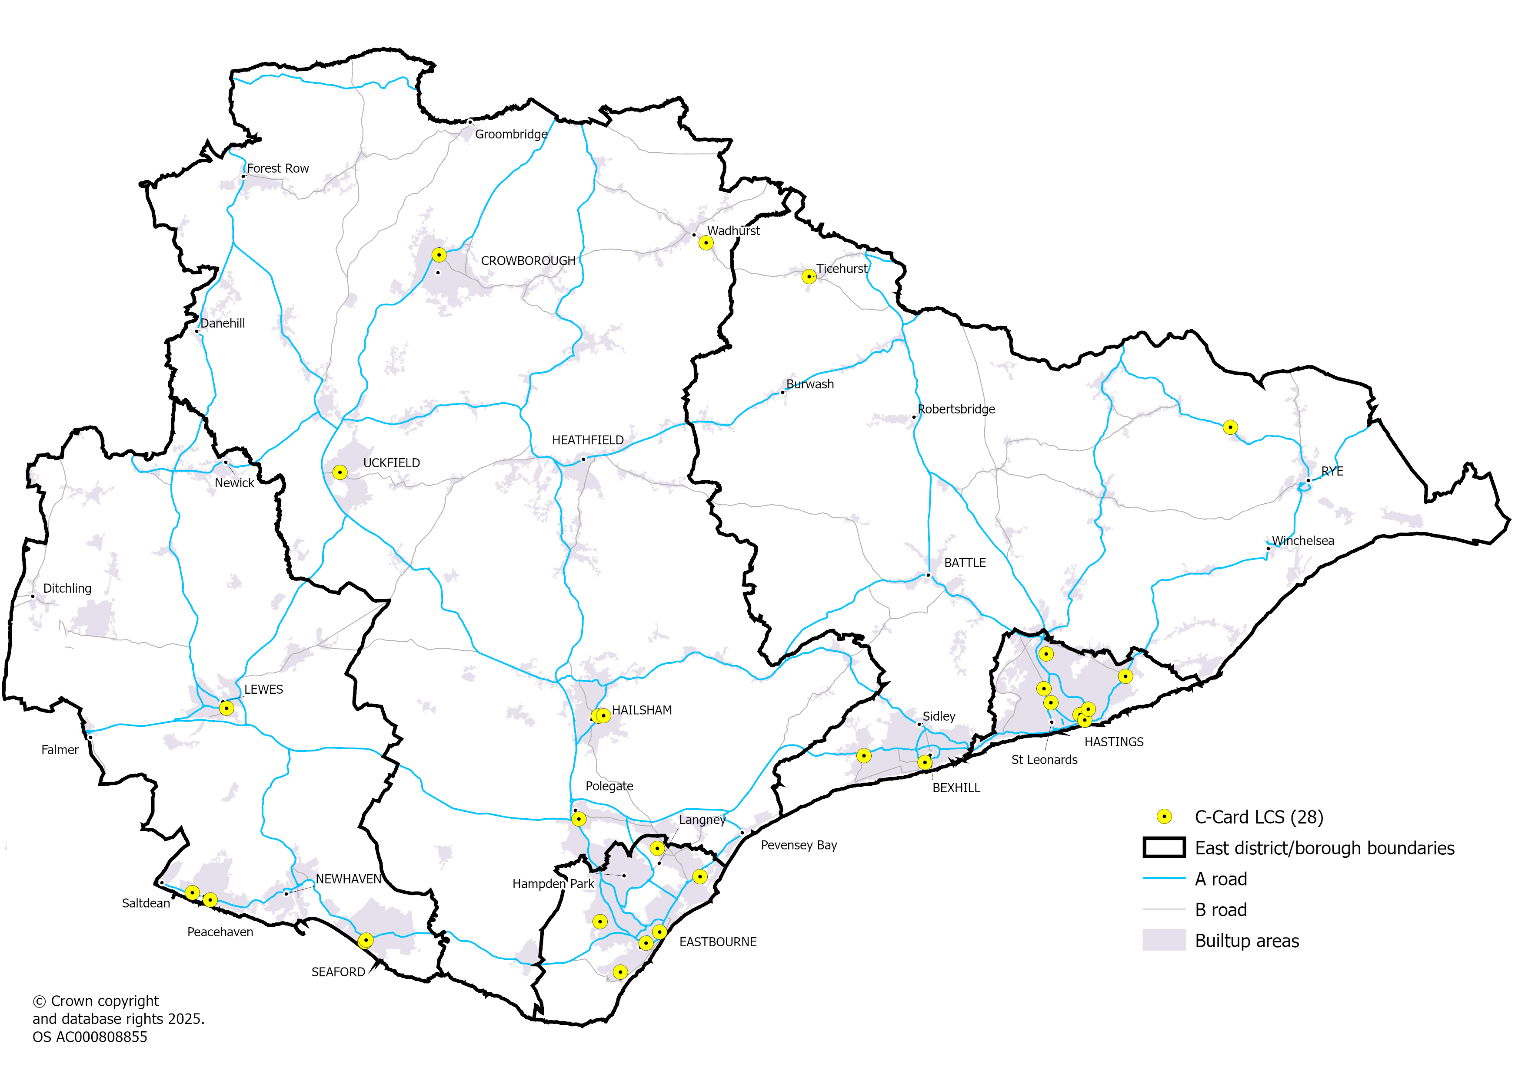 Groombridge
Forest Row
Wadhurst
CROWBOROUGH
Ticehurst
Danehill
Burwash
Robertsbridge
HEATHFIELD
UCKFIELD
RYE
Newick
Winchelsea
BATTLE
Ditchling
LEWES
HAILSHAM
Sidley
Falmer
HASTINGS
St Leonards
Polegate
BEXHILL
Langney
Pevensey Bay
NEWHAVEN
Hampden Park
Saltdean
Peacehaven
EASTBOURNE
SEAFORD
C-Card LCS (28)
East district/borough boundaries
A road
B road
Builtup areas
© Crown copyright
and database rights 2025.
OS AC000808855